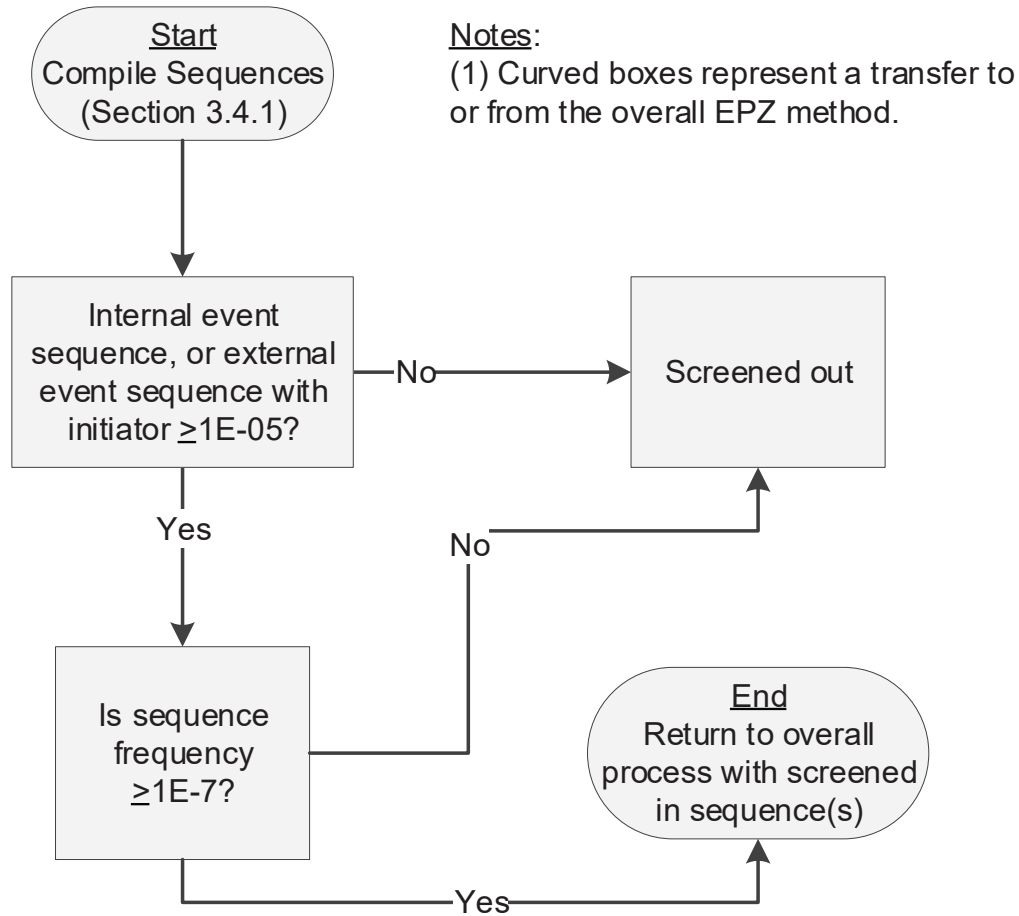 Start
Compile Sequences
(Section 3.4.1)
Notes:
(1) Curved boxes represent a transfer to
or from the overall EPZ method.
Internal event
sequence, or external
event sequence with
initiator ≥1E-05?
No
Screened out
Yes
No
Is sequence
frequency
≥1E-7?
End
Return to overall
process with screened
in sequence(s)
Yes